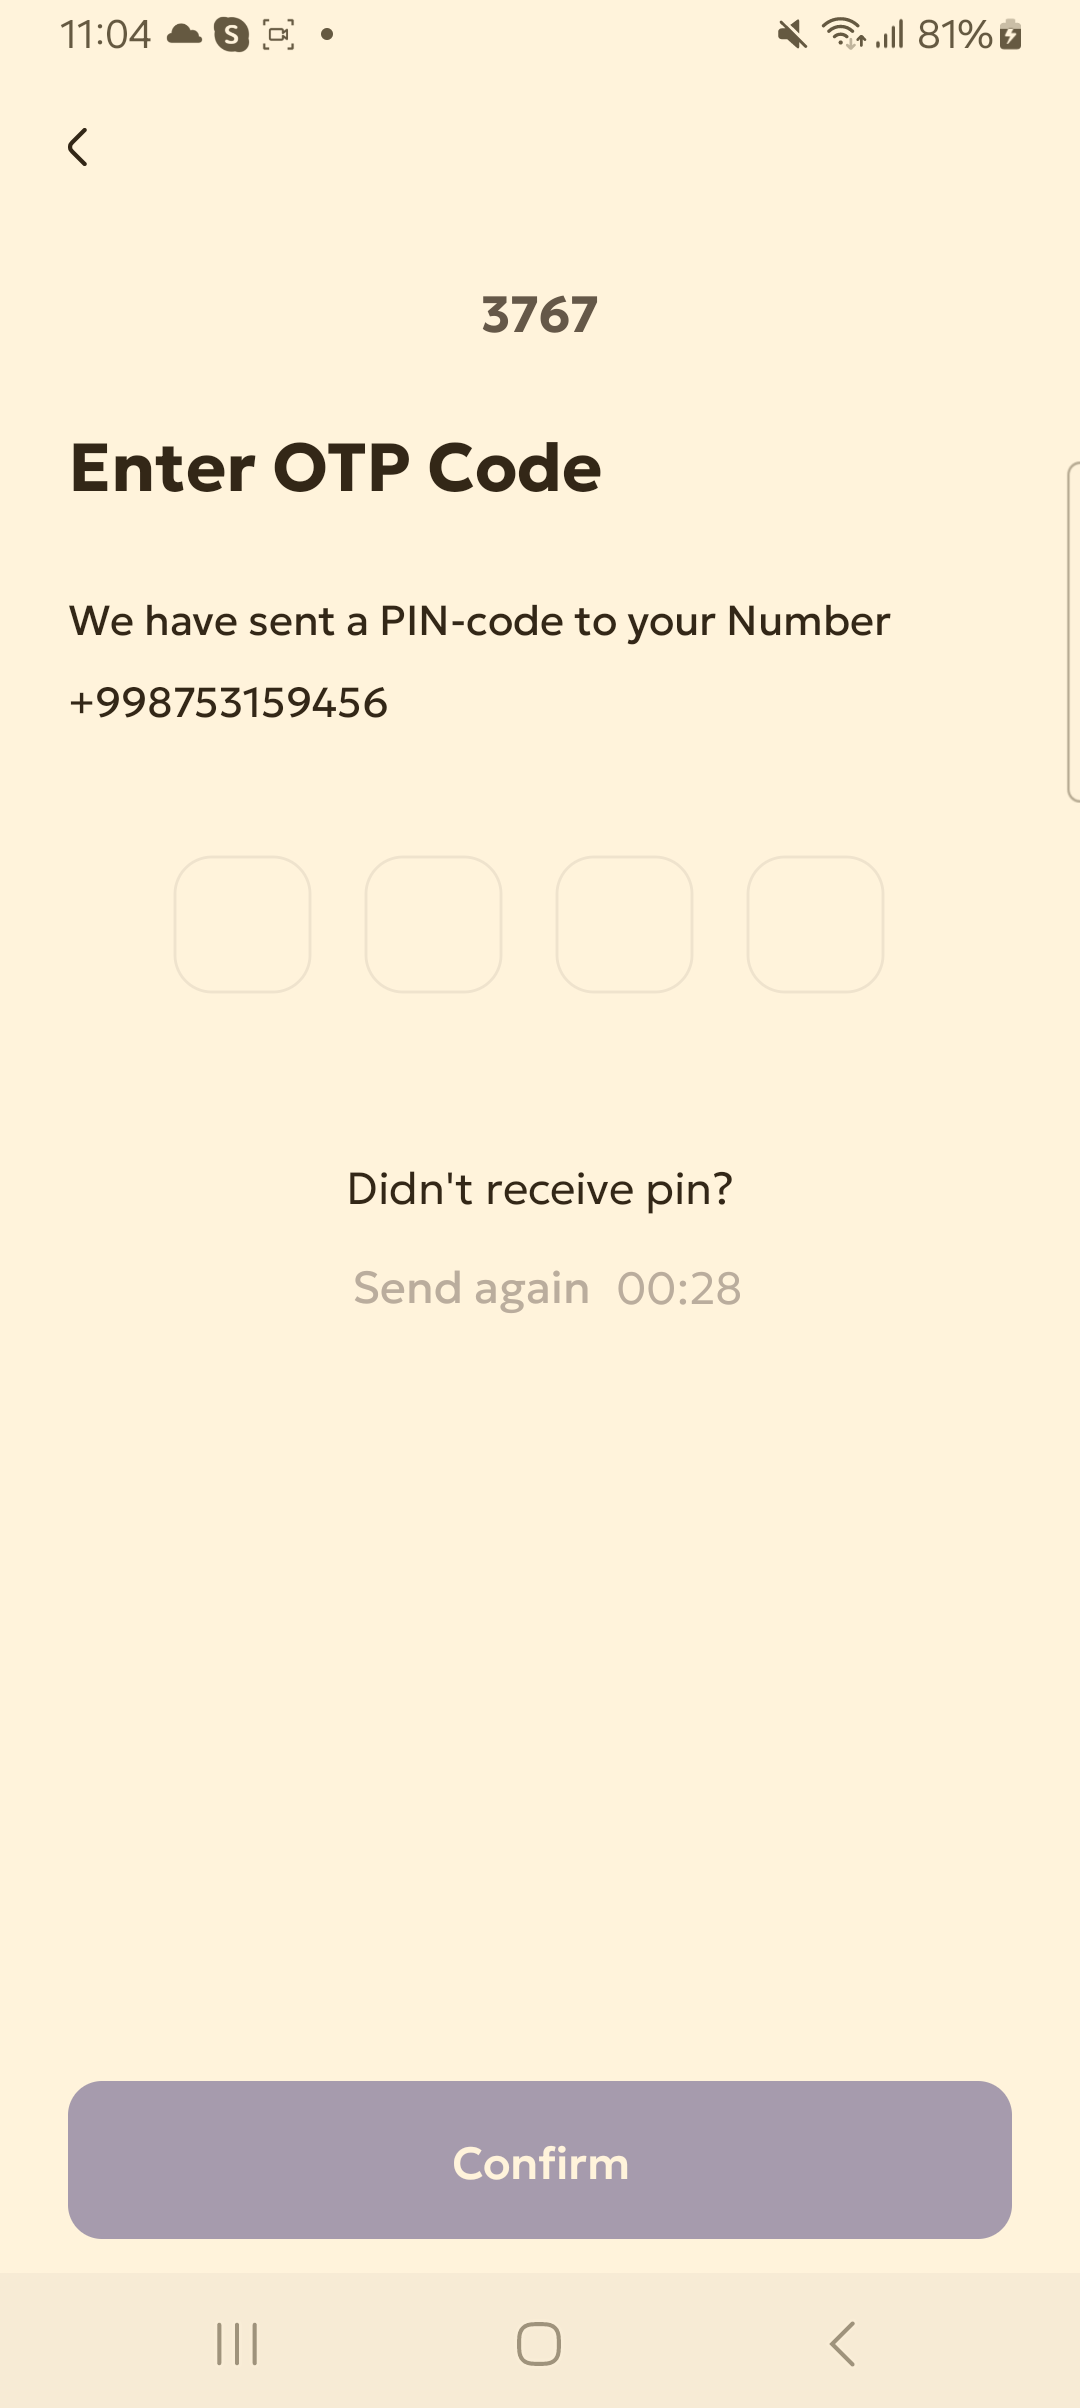 11:04 S 81%
3767
Enter OTP Code
We have sent a PIN-code to your Number
+998753159456
Didn't receive pin?
Send again 00:28
Confirm